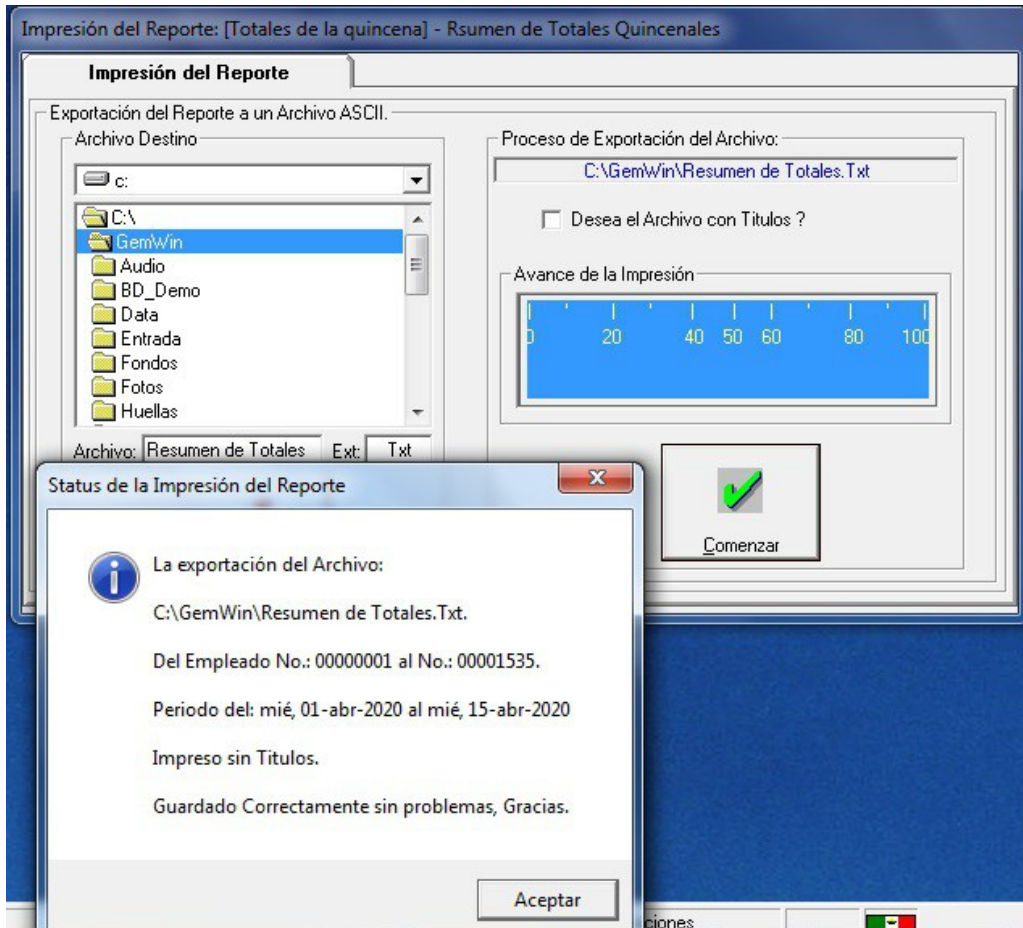 Impresión del Reporte: [Totales de la quincena] - Rsumen de Totales Quincenales
Impresión del Reporte
Exportación del Reporte a un Archivo ASCII.
Archivo Destino
c:
C:\
GemWin
Audio
BD_Demo
Data
Entrada
Fondos
Fotos
Huellas
Archivo: Resumen de Totales Ext: Txt
Proceso de Exportación del Archivo:
C:\GemWin\Resumen de Totales.Txt
Desea el Archivo con Titulos ?
Avance de la Impresión
0 20 40 50 60 80 100
Comenzar
Status de la Impresión del Reporte
La exportación del Archivo:
C:\GemWin\Resumen de Totales.Txt.
Del Empleado No.: 00000001 al No.: 00001535.
Periodo del: mié, 01-abr-2020 al mié, 15-abr-2020
Impreso sin Titulos.
Guardado Correctamente sin problemas, Gracias.
Aceptar
ciones